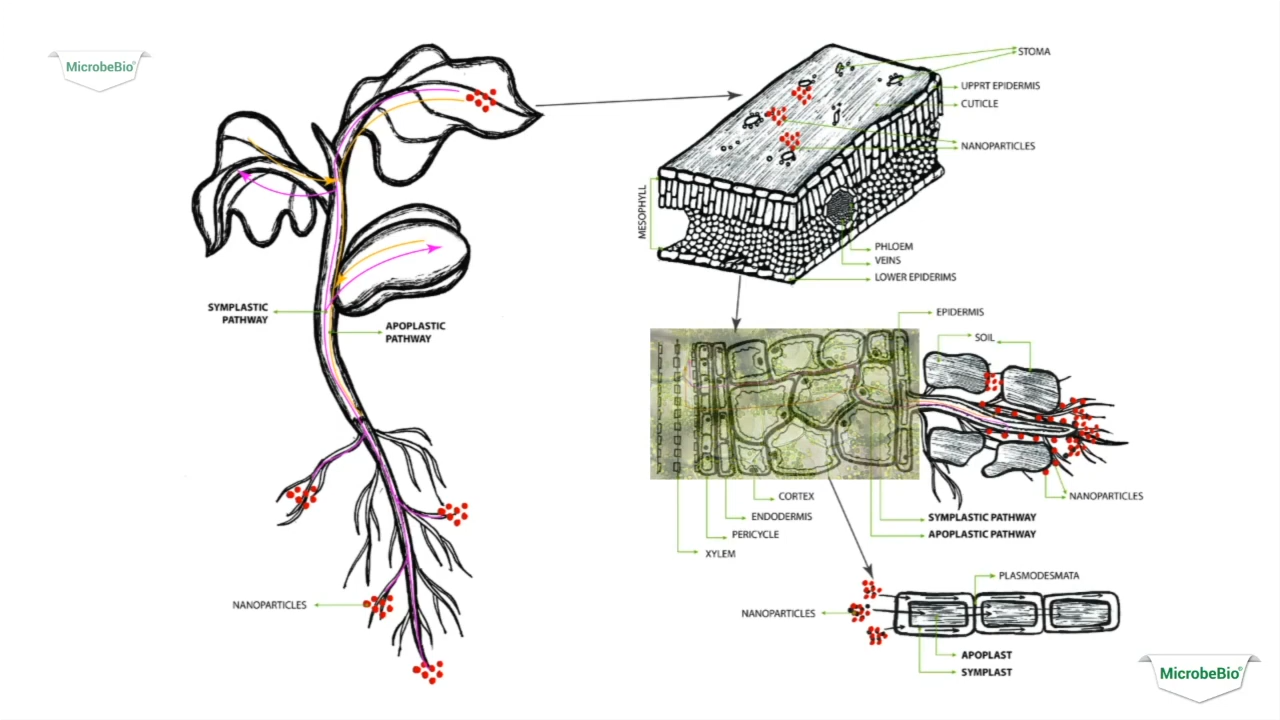 MicrobeBio®
STOMA
UPPRT EPIDERMIS
CUTICLE
NANOPARTICLES
MESOPHYLL
PHLOEM
VEINS
LOWER EPIDERIMS
SYMPLASTIC
PATHWAY
APOPLASTIC
PATHWAY
EPIDERMIS
SOIL
NANOPARTICLES
CORTEX
ENDODERMIS
PERICYCLE
XYLEM
SYMPLASTIC PATHWAY
APOPLASTIC PATHWAY
PLASMODESMATA
NANOPARTICLES
NANOPARTICLES
APOPLAST
SYMPLAST
MicrobeBio®